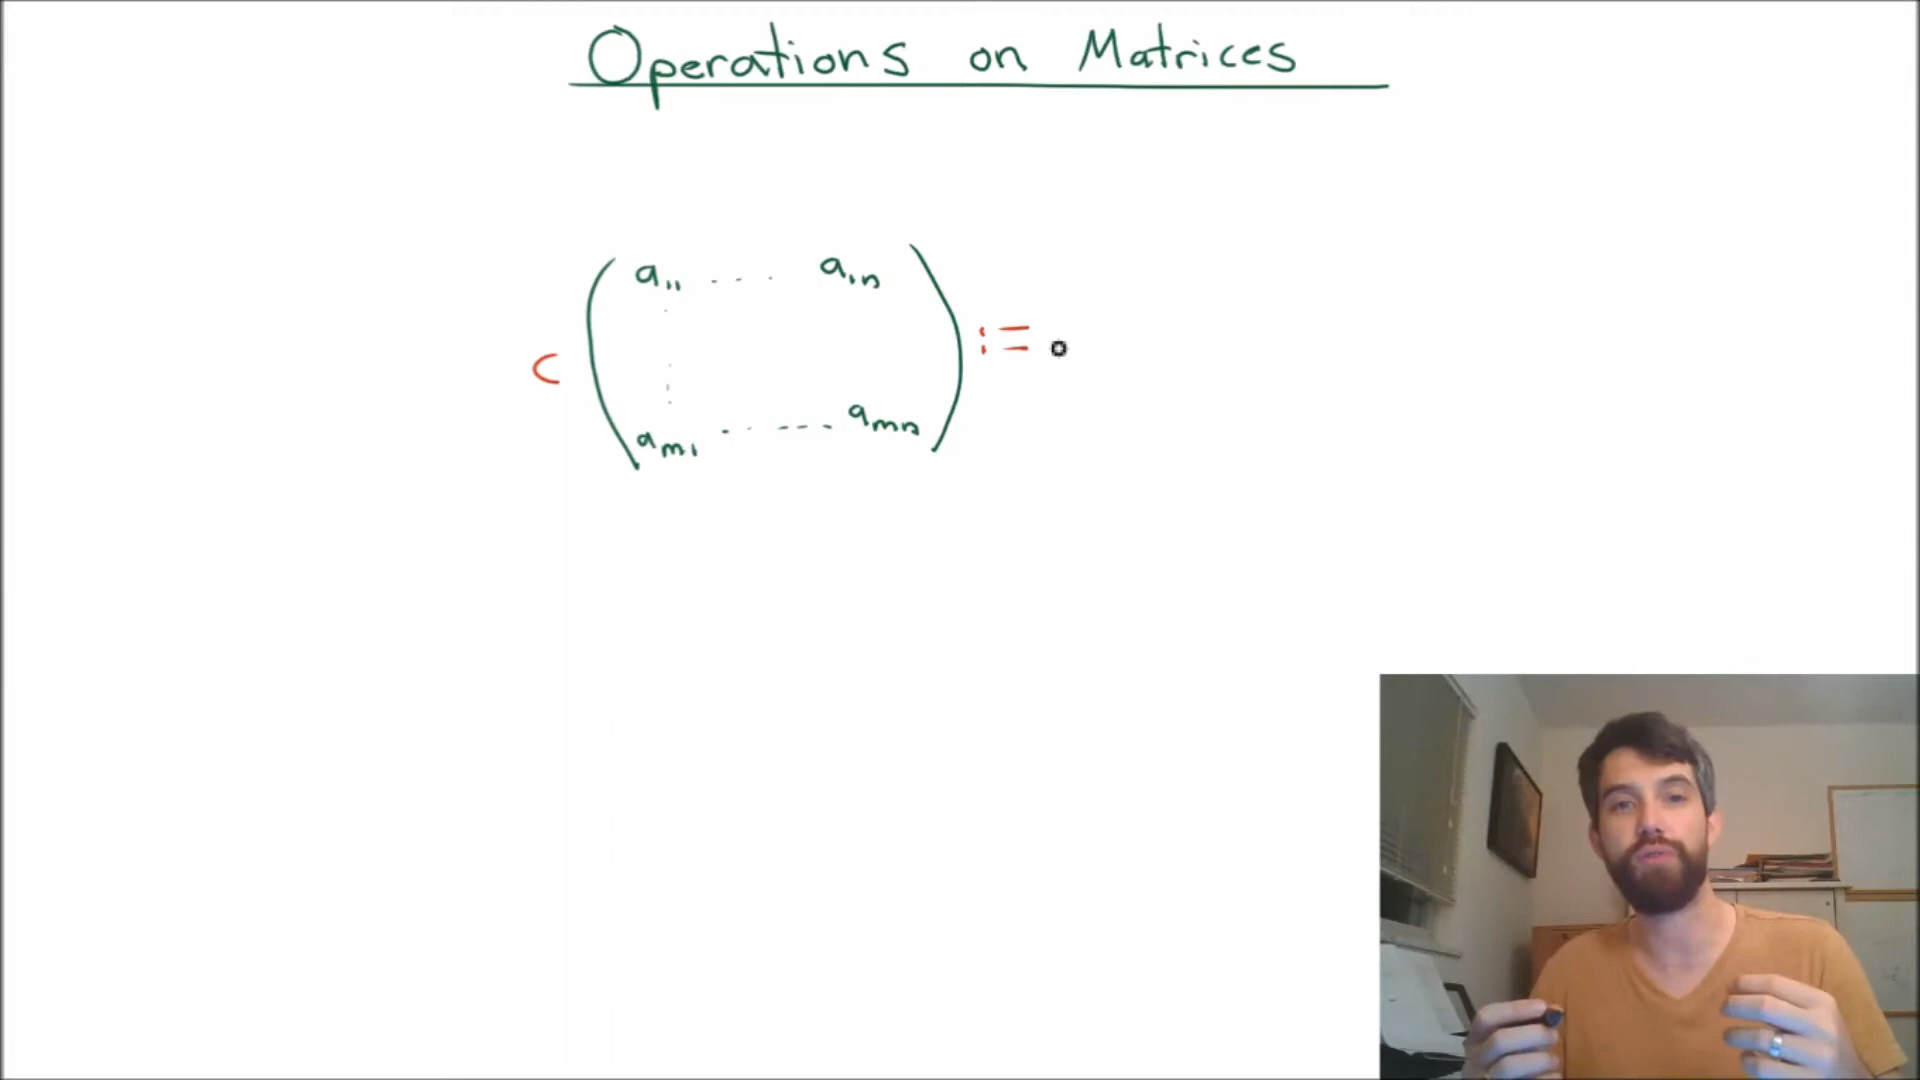 Operations on Matrices
a₁₁ . - - . a₁ₙ
c ( ) :=
aₘ₁ . . - - - - aₘₙ